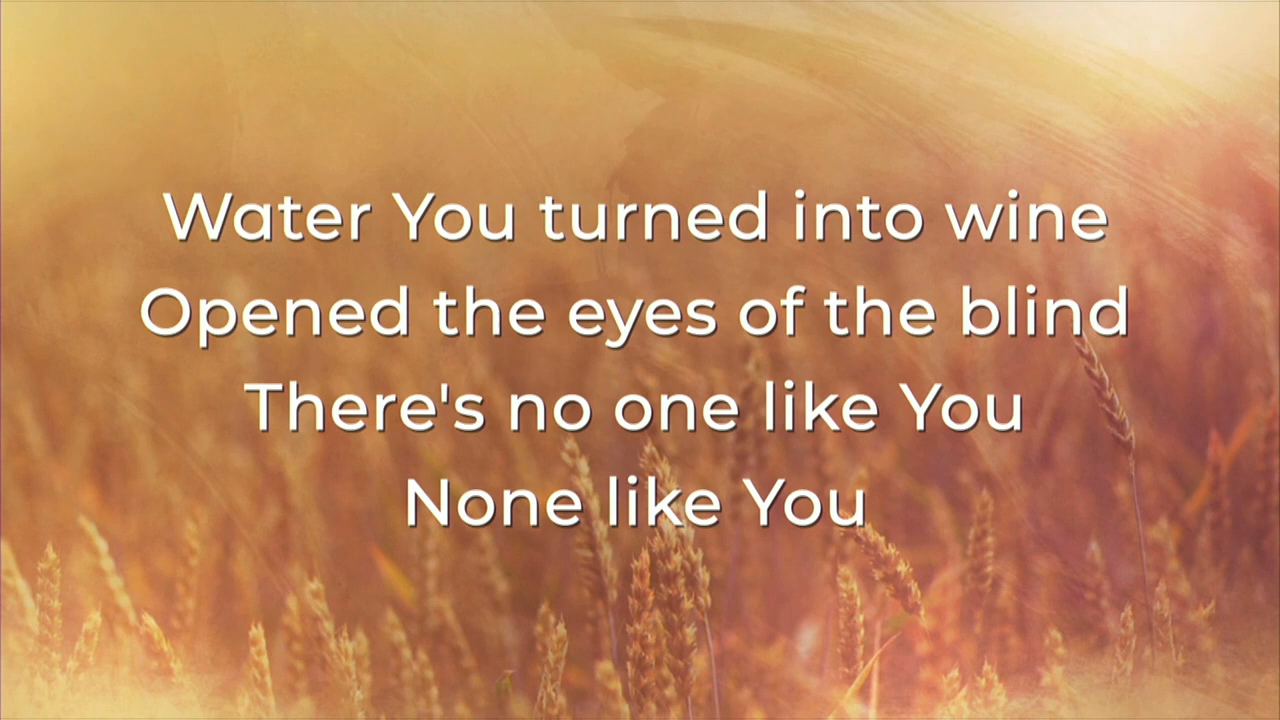 Water You turned into wine
Opened the eyes of the blind
There's no one like You
None like You